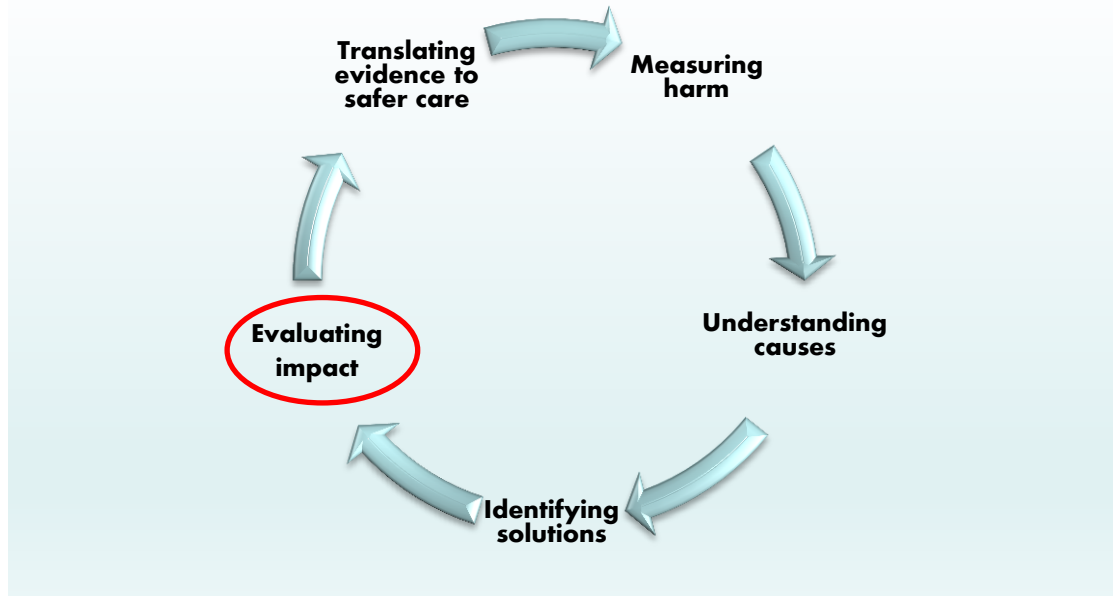 Translating
evidence to
safer care
Measuring
harm
Understanding
causes
Identifying
solutions
Evaluating
impact